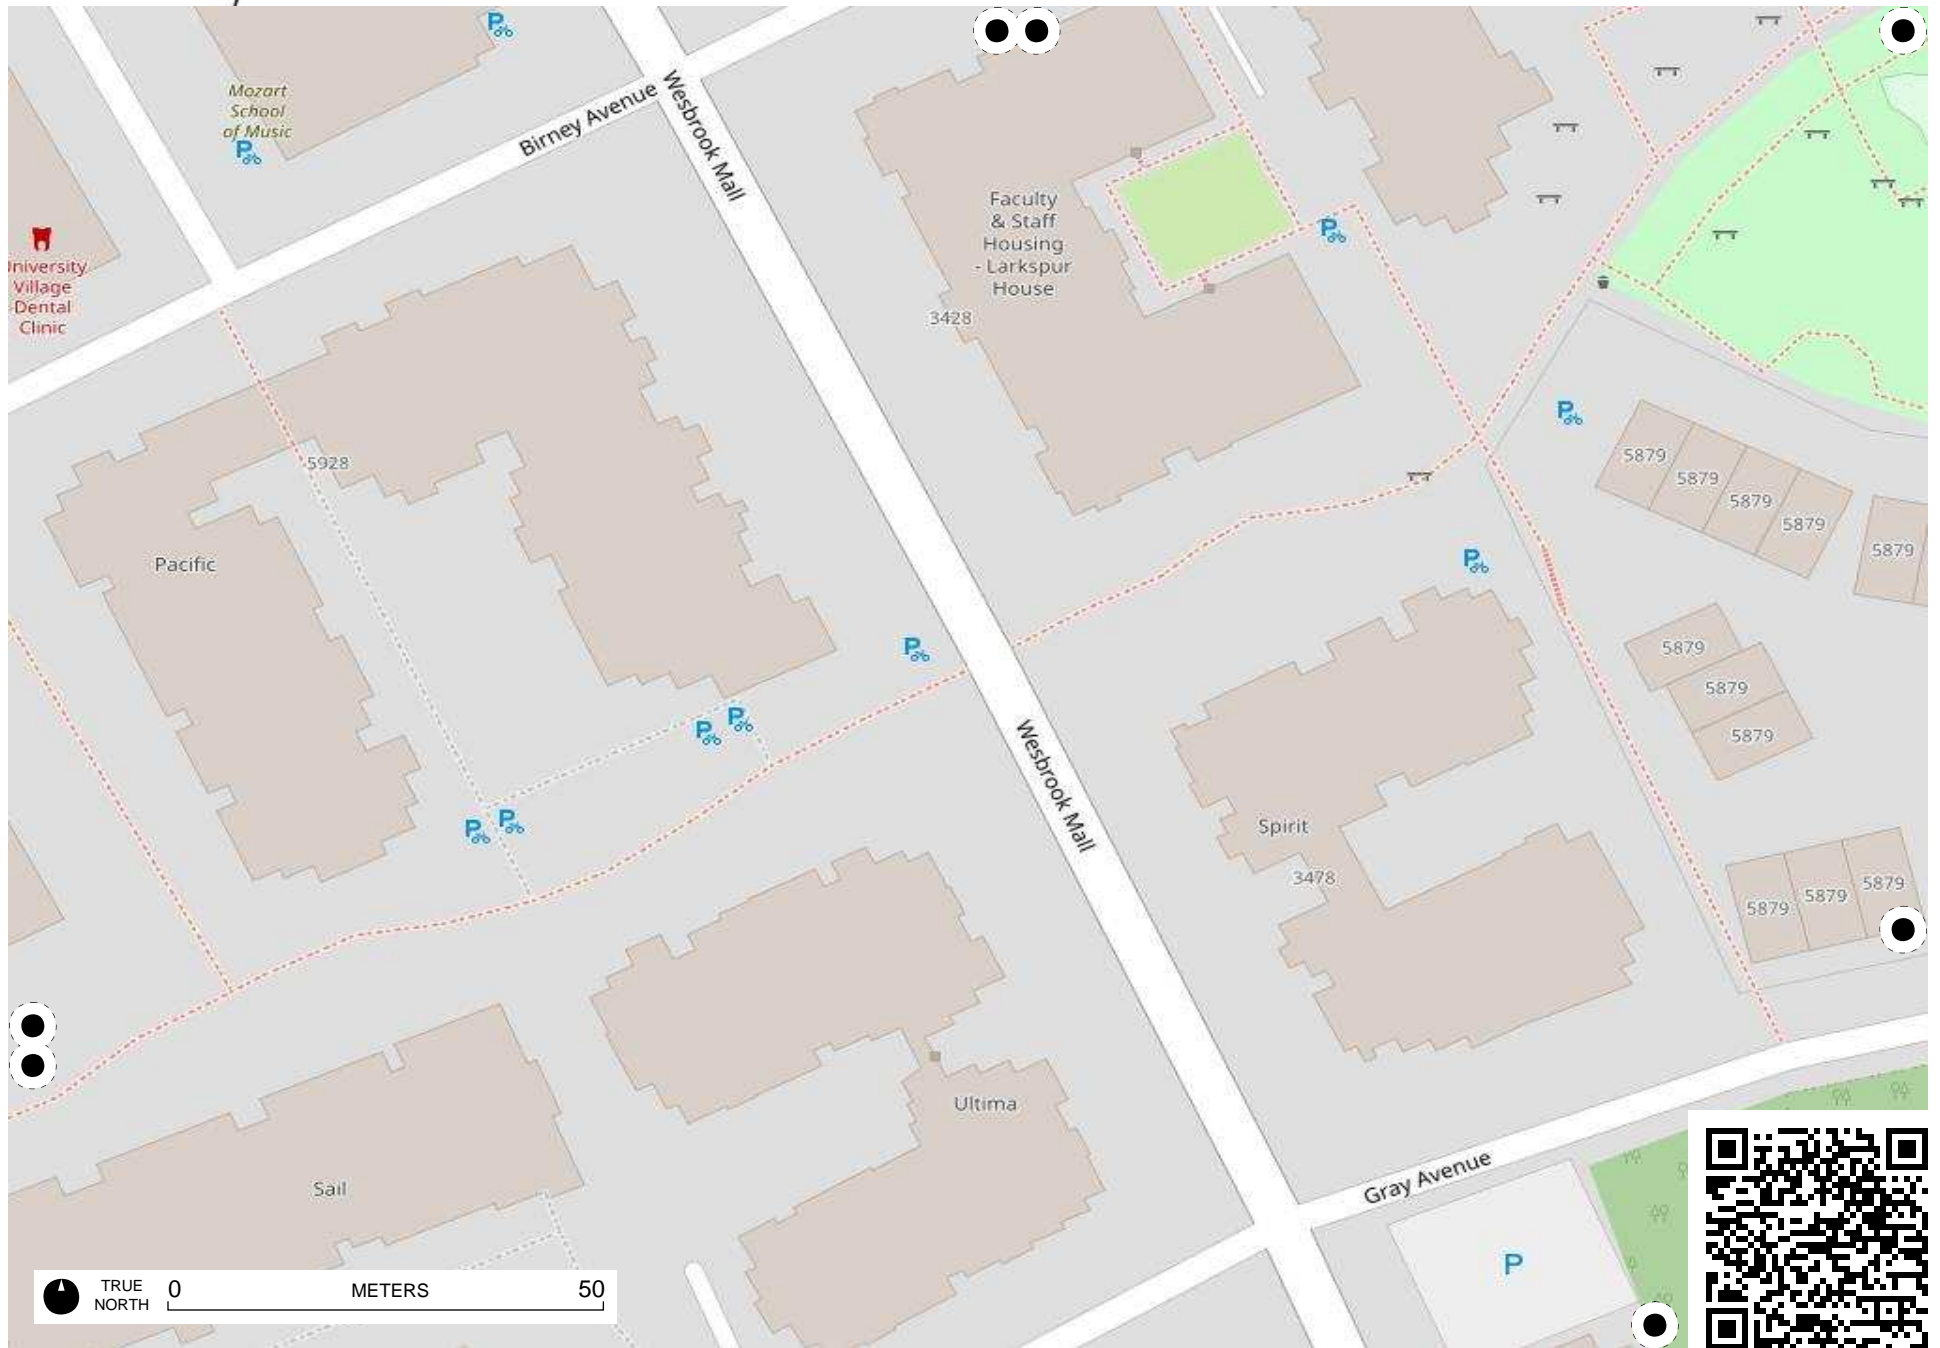 Mozart
School
of Music
P
P
Birney Avenue
Wesbrook Mall
University
Village
Dental
Clinic
Faculty
& Staff
Housing
- Larkspur
House
3428
P
P
5879
5879
5879
5879
5879
5928
Pacific
P
P
5879
5879
5879
P
P
P
P
Wesbrook Mall
Spirit
3478
5879
5879
5879
Ultima
Sail
Gray Avenue
P
TRUE
NORTH
0 METERS 50